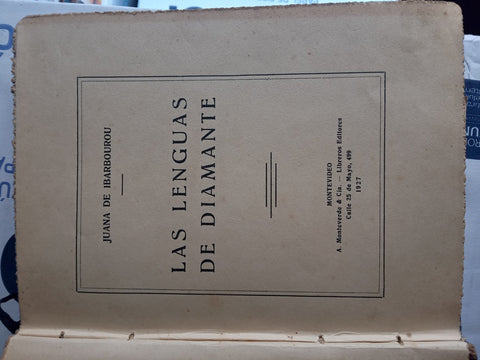 JUANA DE IBARBOUROU
LAS LENGUAS
DE DIAMANTE
MONTEVIDEO
A. Monteverde & Cía. — Libreros Editores
Calle 25 de Mayo, 499
1927